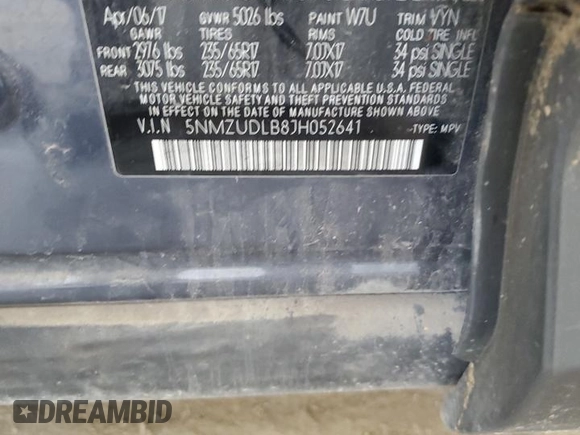 Apr/06/17 GVWR 5026 lbs PAINT W7U TRIM VYN
GAWR TIRES RIMS COLD TIRE INFL
FRONT 2976 lbs 235/65R17 7.0JX17 34 psi SINGLE
REAR 3075 lbs 235/65R17 7.0JX17 34 psi SINGLE
THIS VEHICLE CONFORMS TO ALL APPLICABLE U.S.A. FEDERAL
MOTOR VEHICLE SAFETY, BUMPER, AND THEFT PREVENTION STANDARDS
IN EFFECT ON THE DATE OF MANUFACTURE SHOWN ABOVE.
V.I.N 5NMZUDLB8JH052641 -TYPE: MPV
DREAMBID